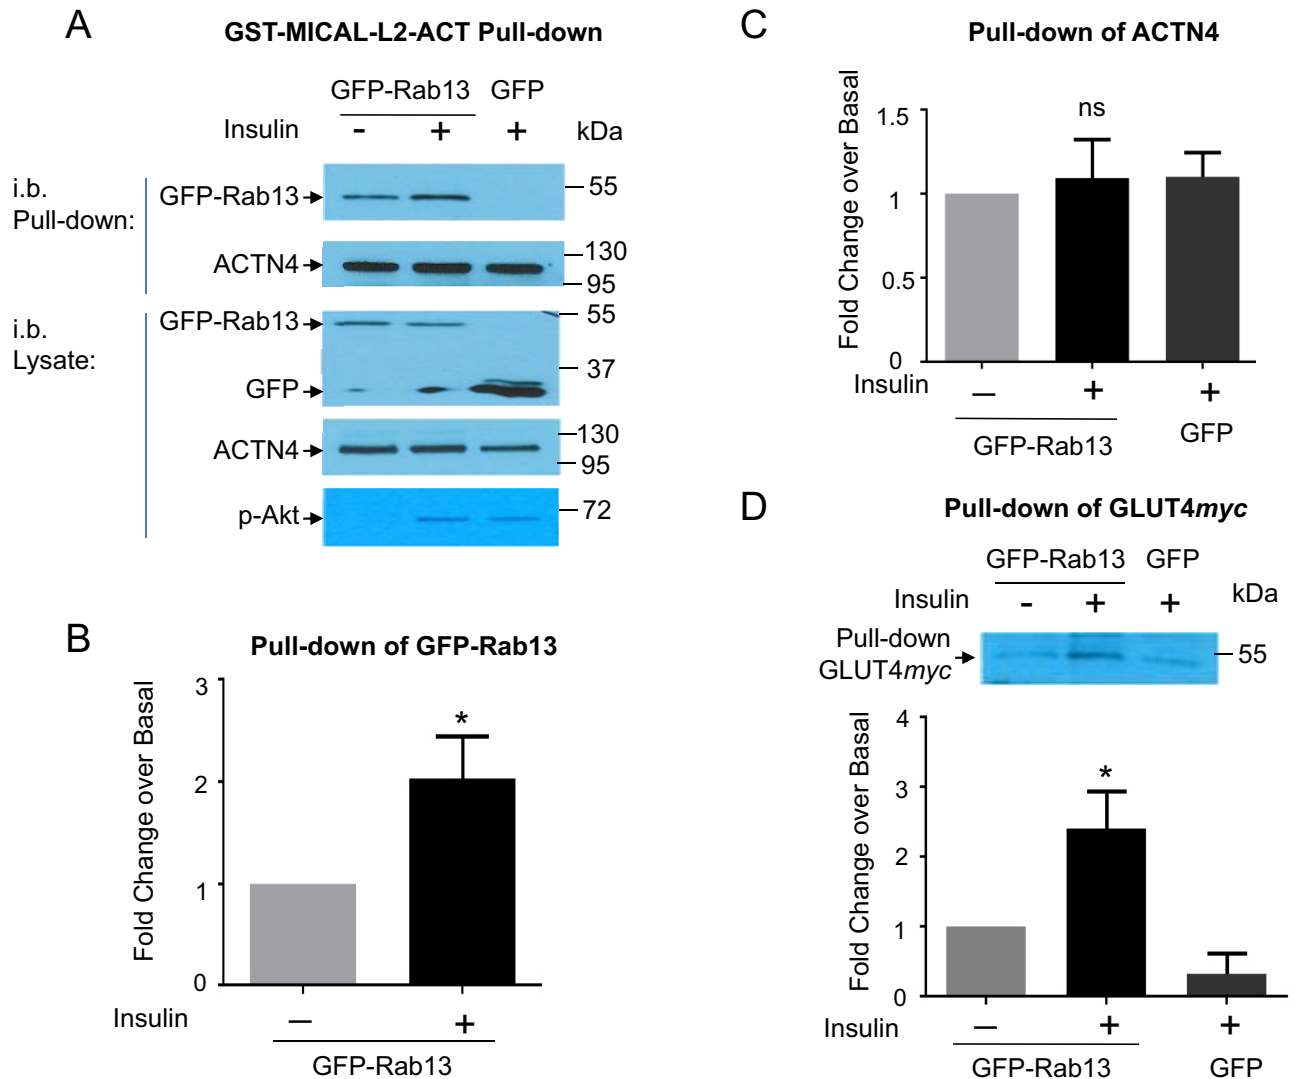 A
GST-MICAL-L2-ACT Pull-down
GFP-Rab13 GFP
Insulin - + + kDa
i.b.
Pull-down:
GFP-Rab13 55
ACTN4 130
95
i.b.
Lysate:
GFP-Rab13 55
37
GFP
ACTN4 130
95
p-Akt 72
B
Pull-down of GFP-Rab13
Fold Change over Basal
3
2
1
0
*
Insulin — +
GFP-Rab13
C
Pull-down of ACTN4
Fold Change over Basal
1.5
1
0.5
0
ns
Insulin — + +
GFP-Rab13 GFP
D
Pull-down of GLUT4myc
GFP-Rab13 GFP
Insulin - + + kDa
Pull-down
GLUT4myc
55
Fold Change over Basal
4
3
2
1
0
*
Insulin — + +
GFP-Rab13 GFP